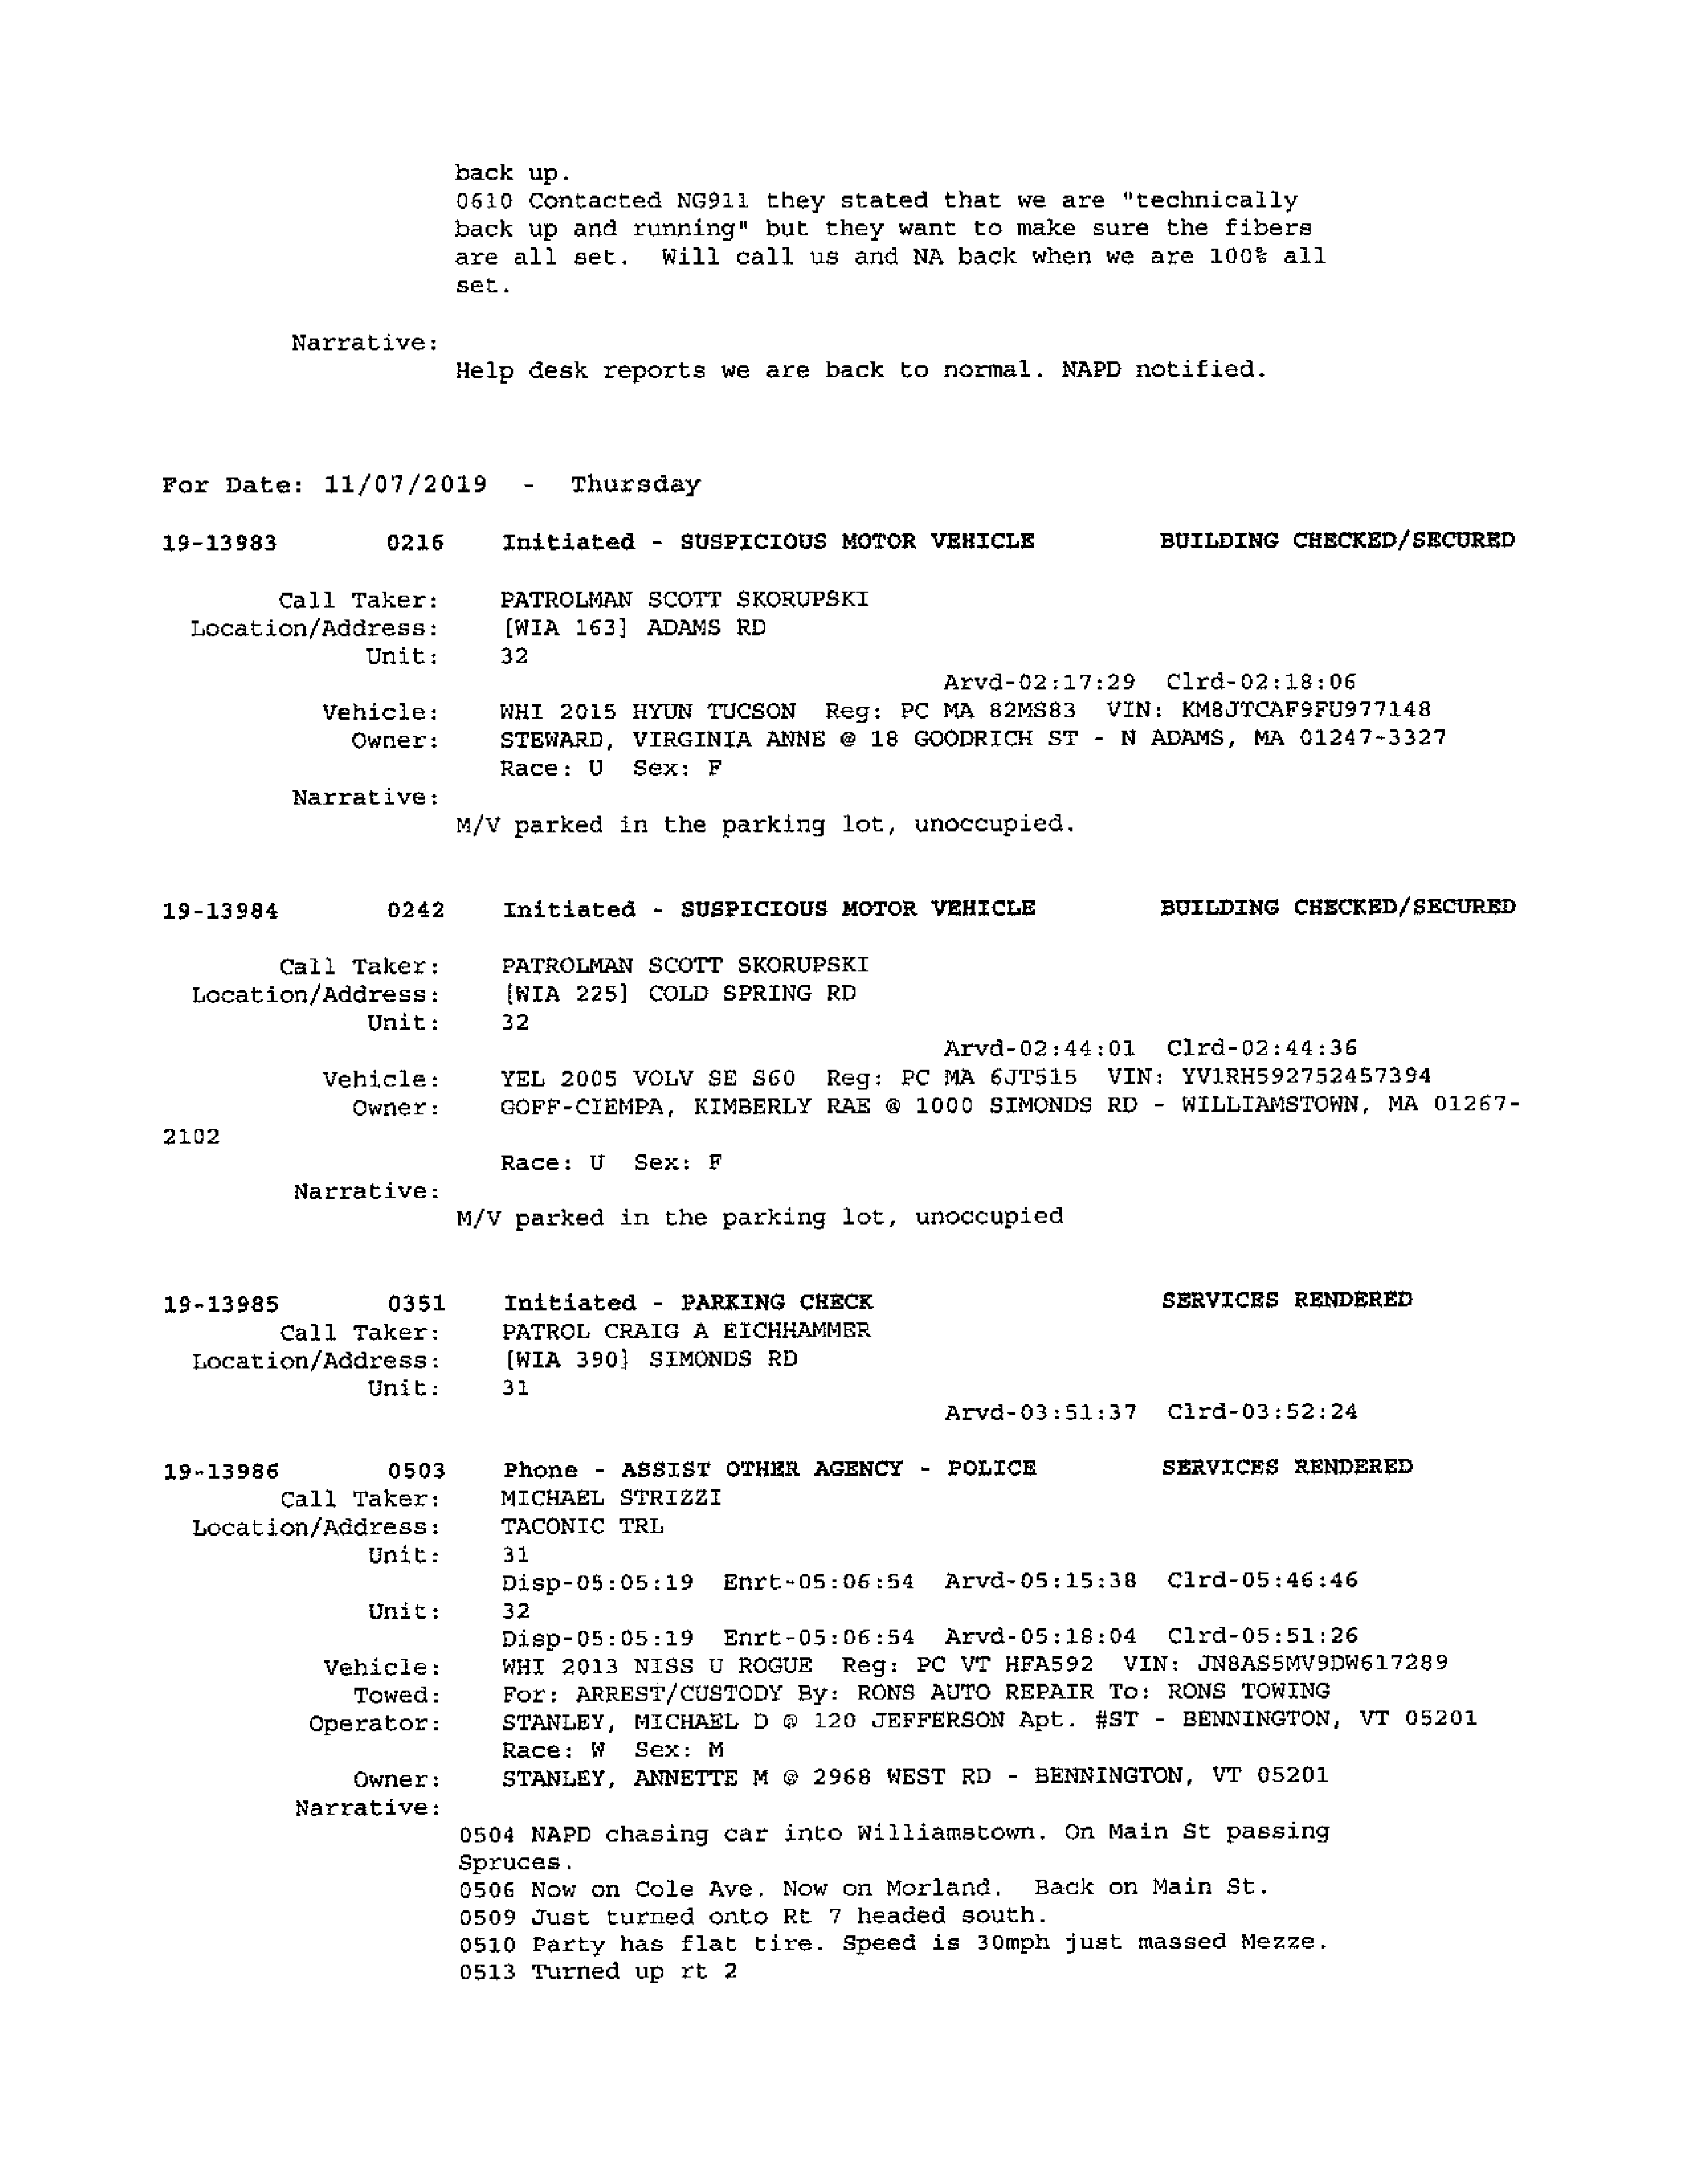 back up.
0610 Contacted NG911 they stated that we are "technically
back up and running" but they want to make sure the fibers
are all set.  Will call us and NA back when we are 100% all
set.
Narrative:
Help desk reports we are back to normal. NAPD notified.
For Date: 11/07/2019  -  Thursday
19-13983  0216  Initiated - SUSPICIOUS MOTOR VEHICLE  BUILDING CHECKED/SECURED
Call Taker:  PATROLMAN SCOTT SKORUPSKI
Location/Address:  [WIA 163] ADAMS RD
Unit:  32
Arvd-02:17:29  Clrd-02:18:06
Vehicle:  WHI 2015 HYUN TUCSON  Reg: PC MA 82MS83  VIN: KM8JTCAF9FU977148
Owner:  STEWARD, VIRGINIA ANNE @ 18 GOODRICH ST - N ADAMS, MA 01247-3327
Race: U  Sex: F
Narrative:
M/V parked in the parking lot, unoccupied.
19-13984  0242  Initiated - SUSPICIOUS MOTOR VEHICLE  BUILDING CHECKED/SECURED
Call Taker:  PATROLMAN SCOTT SKORUPSKI
Location/Address:  [WIA 225] COLD SPRING RD
Unit:  32
Arvd-02:44:01  Clrd-02:44:36
Vehicle:  YEL 2005 VOLV SE S60  Reg: PC MA 6JT515  VIN: YV1RH592752457394
Owner:  GOFF-CIEMPA, KIMBERLY RAE @ 1000 SIMONDS RD - WILLIAMSTOWN, MA 01267-
2102
Race: U  Sex: F
Narrative:
M/V parked in the parking lot, unoccupied
19-13985  0351  Initiated - PARKING CHECK  SERVICES RENDERED
Call Taker:  PATROL CRAIG A EICHHAMMER
Location/Address:  [WIA 390] SIMONDS RD
Unit:  31
Arvd-03:51:37  Clrd-03:52:24
19-13986  0503  Phone - ASSIST OTHER AGENCY - POLICE  SERVICES RENDERED
Call Taker:  MICHAEL STRIZZI
Location/Address:  TACONIC TRL
Unit:  31
Disp-05:05:19  Enrt-05:06:54  Arvd-05:15:38  Clrd-05:46:46
Unit:  32
Disp-05:05:19  Enrt-05:06:54  Arvd-05:18:04  Clrd-05:51:26
Vehicle:  WHI 2013 NISS U ROGUE  Reg: PC VT HFA592  VIN: JN8AS5MV9DW617289
Towed:  For: ARREST/CUSTODY By: RONS AUTO REPAIR To: RONS TOWING
Operator:  STANLEY, MICHAEL D @ 120 JEFFERSON Apt. #ST - BENNINGTON, VT 05201
Race: W  Sex: M
Owner:  STANLEY, ANNETTE M @ 2968 WEST RD - BENNINGTON, VT 05201
Narrative:
0504 NAPD chasing car into Williamstown. On Main St passing
Spruces.
0506 Now on Cole Ave. Now on Morland.  Back on Main St.
0509 Just turned onto Rt 7 headed south.
0510 Party has flat tire. Speed is 30mph just massed Mezze.
0513 Turned up rt 2